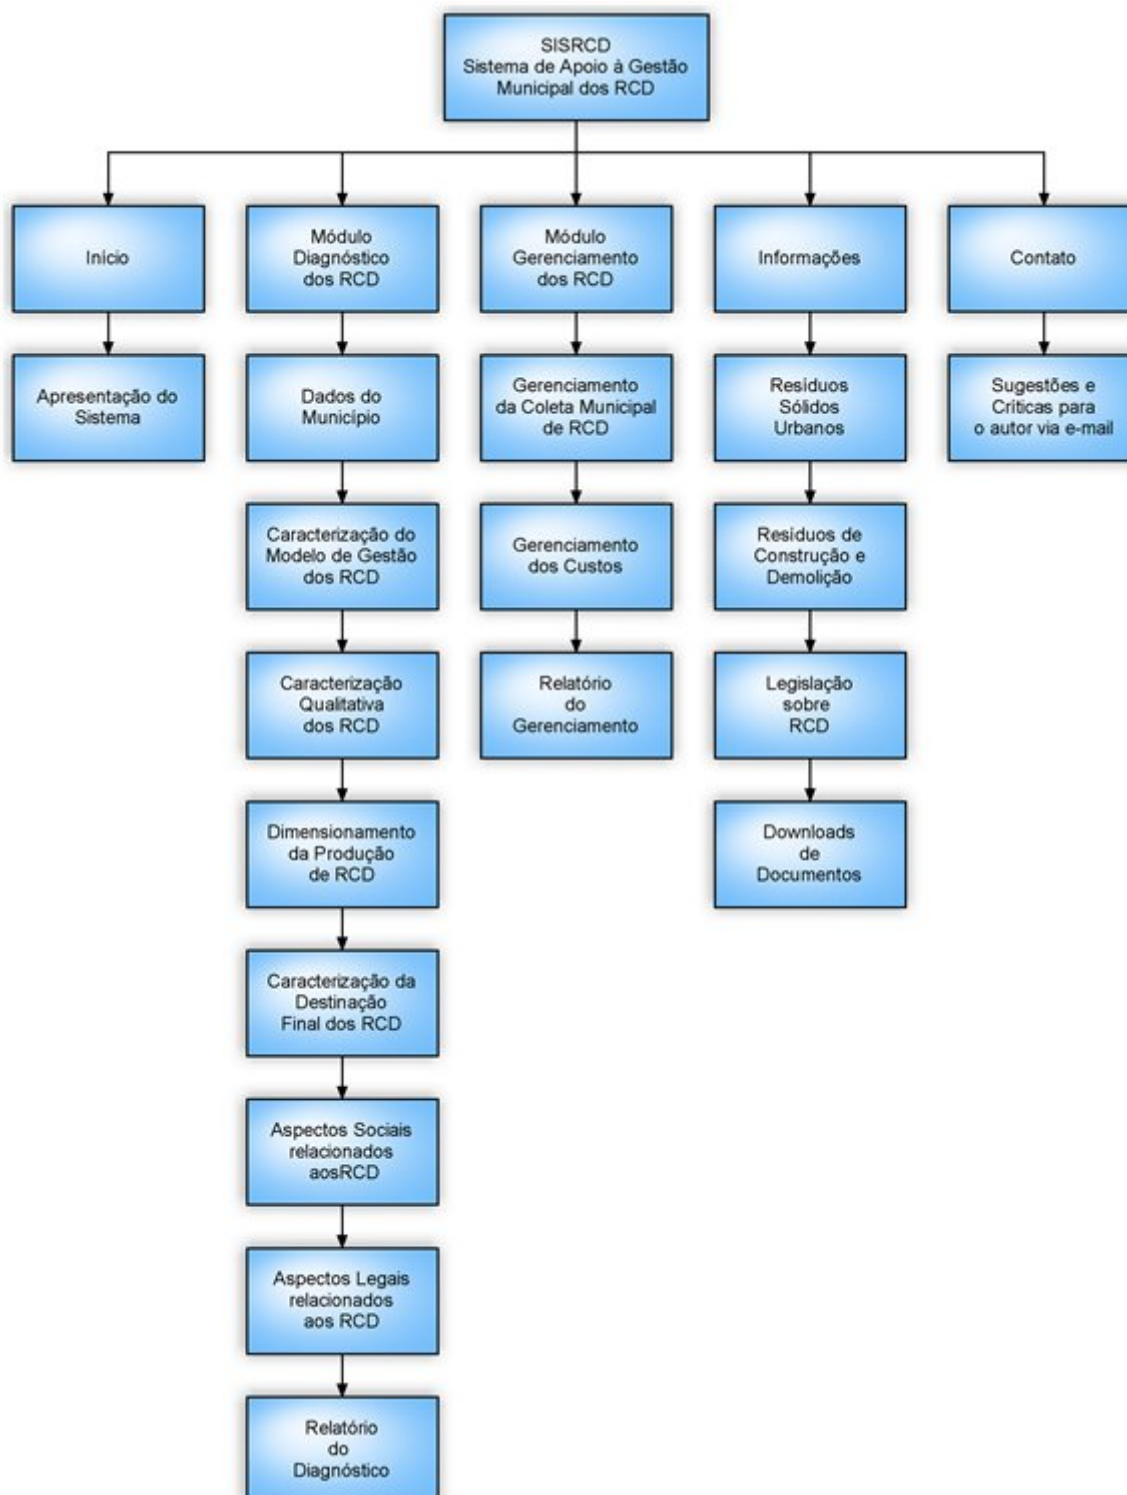 SISRCD
Sistema de Apoio à Gestão
Municipal dos RCD
Início
Módulo
Diagnóstico
dos RCD
Módulo
Gerenciamento
dos RCD
Informações
Contato
Apresentação do
Sistema
Dados do
Município
Gerenciamento
da Coleta Municipal
de RCD
Resíduos
Sólidos
Urbanos
Sugestões e
Críticas para
o autor via e-mail
Caracterização do
Modelo de Gestão
dos RCD
Gerenciamento
dos Custos
Resíduos de
Construção e
Demolição
Caracterização
Qualitativa
dos RCD
Relatório
do
Gerenciamento
Legislação
sobre
RCD
Dimensionamento
da Produção
de RCD
Downloads
de
Documentos
Caracterização da
Destinação
Final dos RCD
Aspectos Sociais
relacionados
aosRCD
Aspectos Legais
relacionados
aos RCD
Relatório
do
Diagnóstico